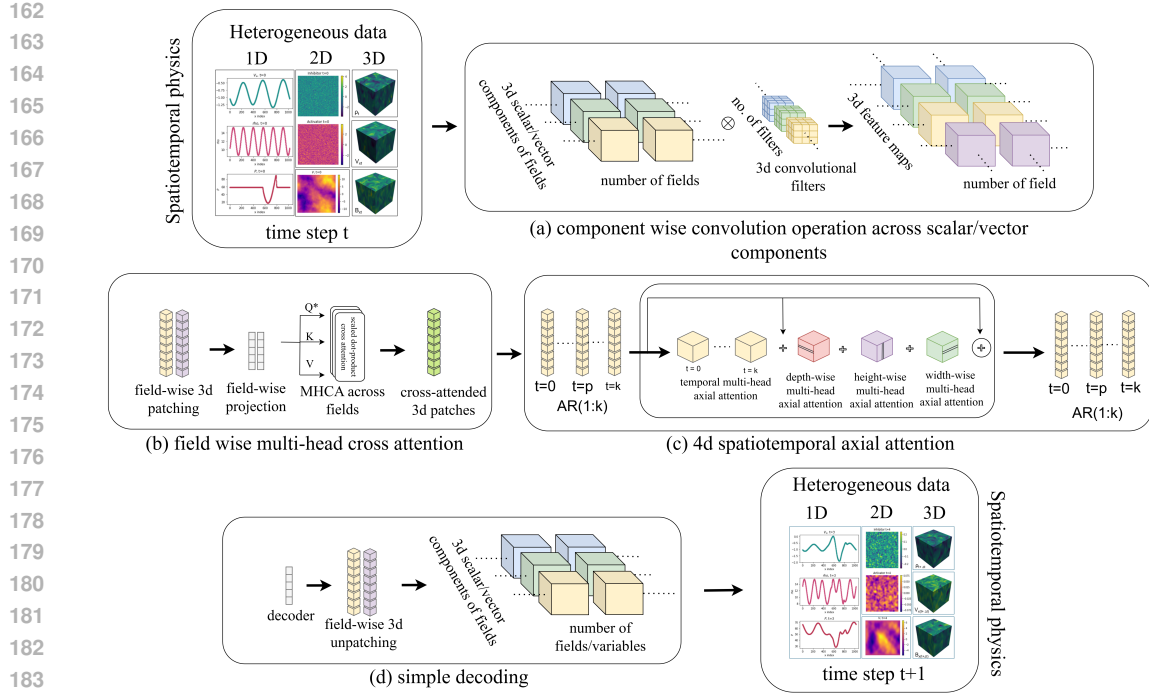 162
163
164
165
166
167
168
169
170
171
172
173
174
175
176
177
178
179
180
181
182
183
Spatiotemporal physics
Heterogeneous data
1D 2D 3D
time step t
3d scalar/vector
components of fields
number of fields
no. of filters
3d convolutional
filters
3d feature maps
number of field
(a) component wise convolution operation across scalar/vector
components
field-wise 3d
patching
field-wise
projection
Q*
K
V
scaled dot-product
cross attention
MHCA across
fields
cross-attended
3d patches
(b) field wise multi-head cross attention
t=0 t=p t=k
AR(1:k)
t = 0 t = k
temporal multi-head
axial attention
depth-wise
multi-head
axial attention
height-wise
multi-head
axial attention
width-wise
multi-head
axial attention
t=0 t=p t=k
AR(1:k)
(c) 4d spatiotemporal axial attention
decoder
field-wise 3d
unpatching
3d scalar/vector
components of fields
number of
fields/variables
(d) simple decoding
Heterogeneous data
1D 2D 3D
time step t+1
Spatiotemporal physics